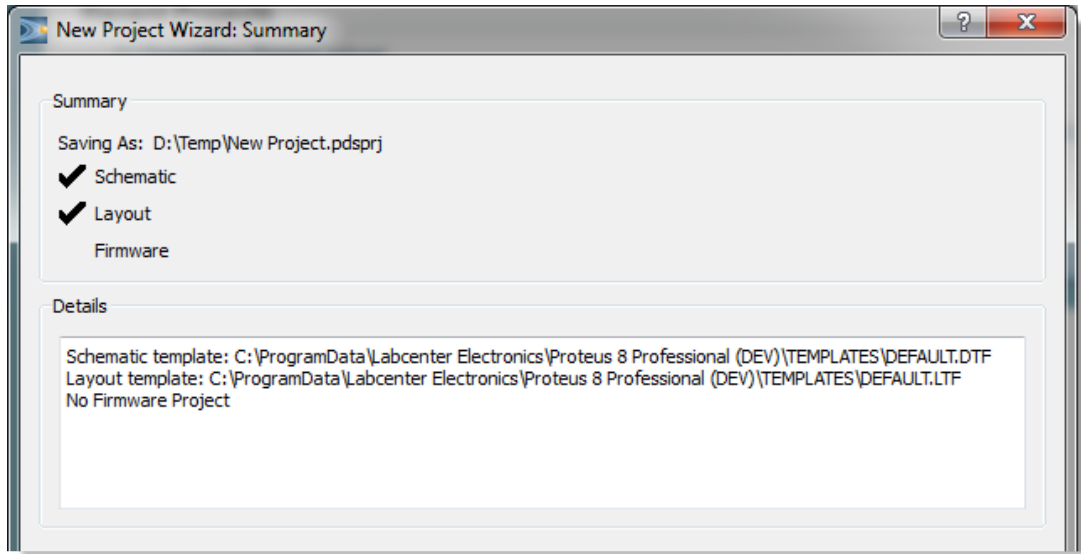 New Project Wizard: Summary
Summary
Saving As: D:\Temp\New Project.pdsprj
Schematic
Layout
Firmware
Details
Schematic template: C:\ProgramData\Labcenter Electronics\Proteus 8 Professional (DEV)\TEMPLATES\DEFAULT.DTF
Layout template: C:\ProgramData\Labcenter Electronics\Proteus 8 Professional (DEV)\TEMPLATES\DEFAULT.LTF
No Firmware Project